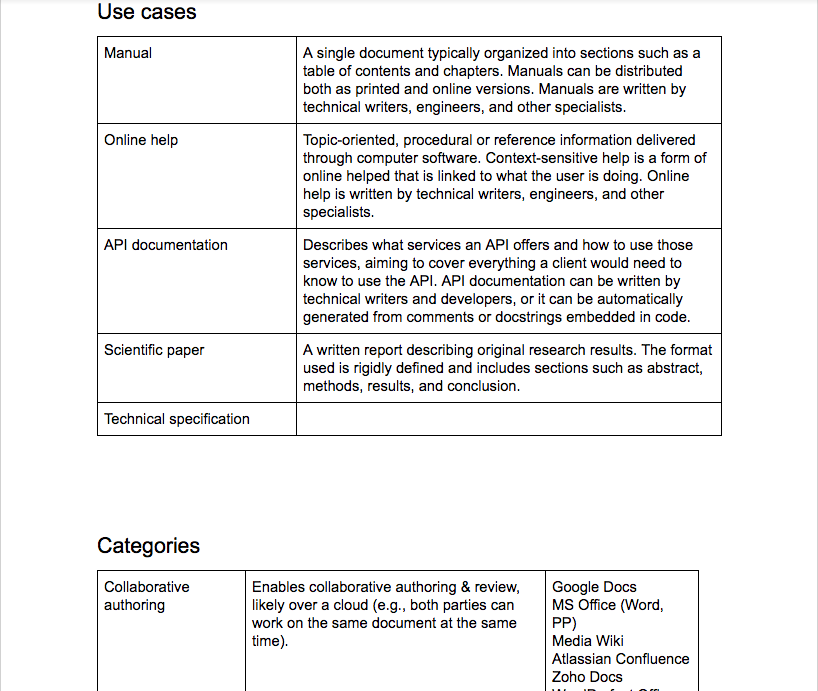 Use cases
Manual
A single document typically organized into sections such as a
table of contents and chapters. Manuals can be distributed
both as printed and online versions. Manuals are written by
technical writers, engineers, and other specialists.
Online help
Topic-oriented, procedural or reference information delivered
through computer software. Context-sensitive help is a form of
online helped that is linked to what the user is doing. Online
help is written by technical writers, engineers, and other
specialists.
API documentation
Describes what services an API offers and how to use those
services, aiming to cover everything a client would need to
know to use the API. API documentation can be written by
technical writers and developers, or it can be automatically
generated from comments or docstrings embedded in code.
Scientific paper
A written report describing original research results. The format
used is rigidly defined and includes sections such as abstract,
methods, results, and conclusion.
Technical specification
Categories
Collaborative
authoring
Enables collaborative authoring & review,
likely over a cloud (e.g., both parties can
work on the same document at the same
time).
Google Docs
MS Office (Word,
PP)
Media Wiki
Atlassian Confluence
Zoho Docs